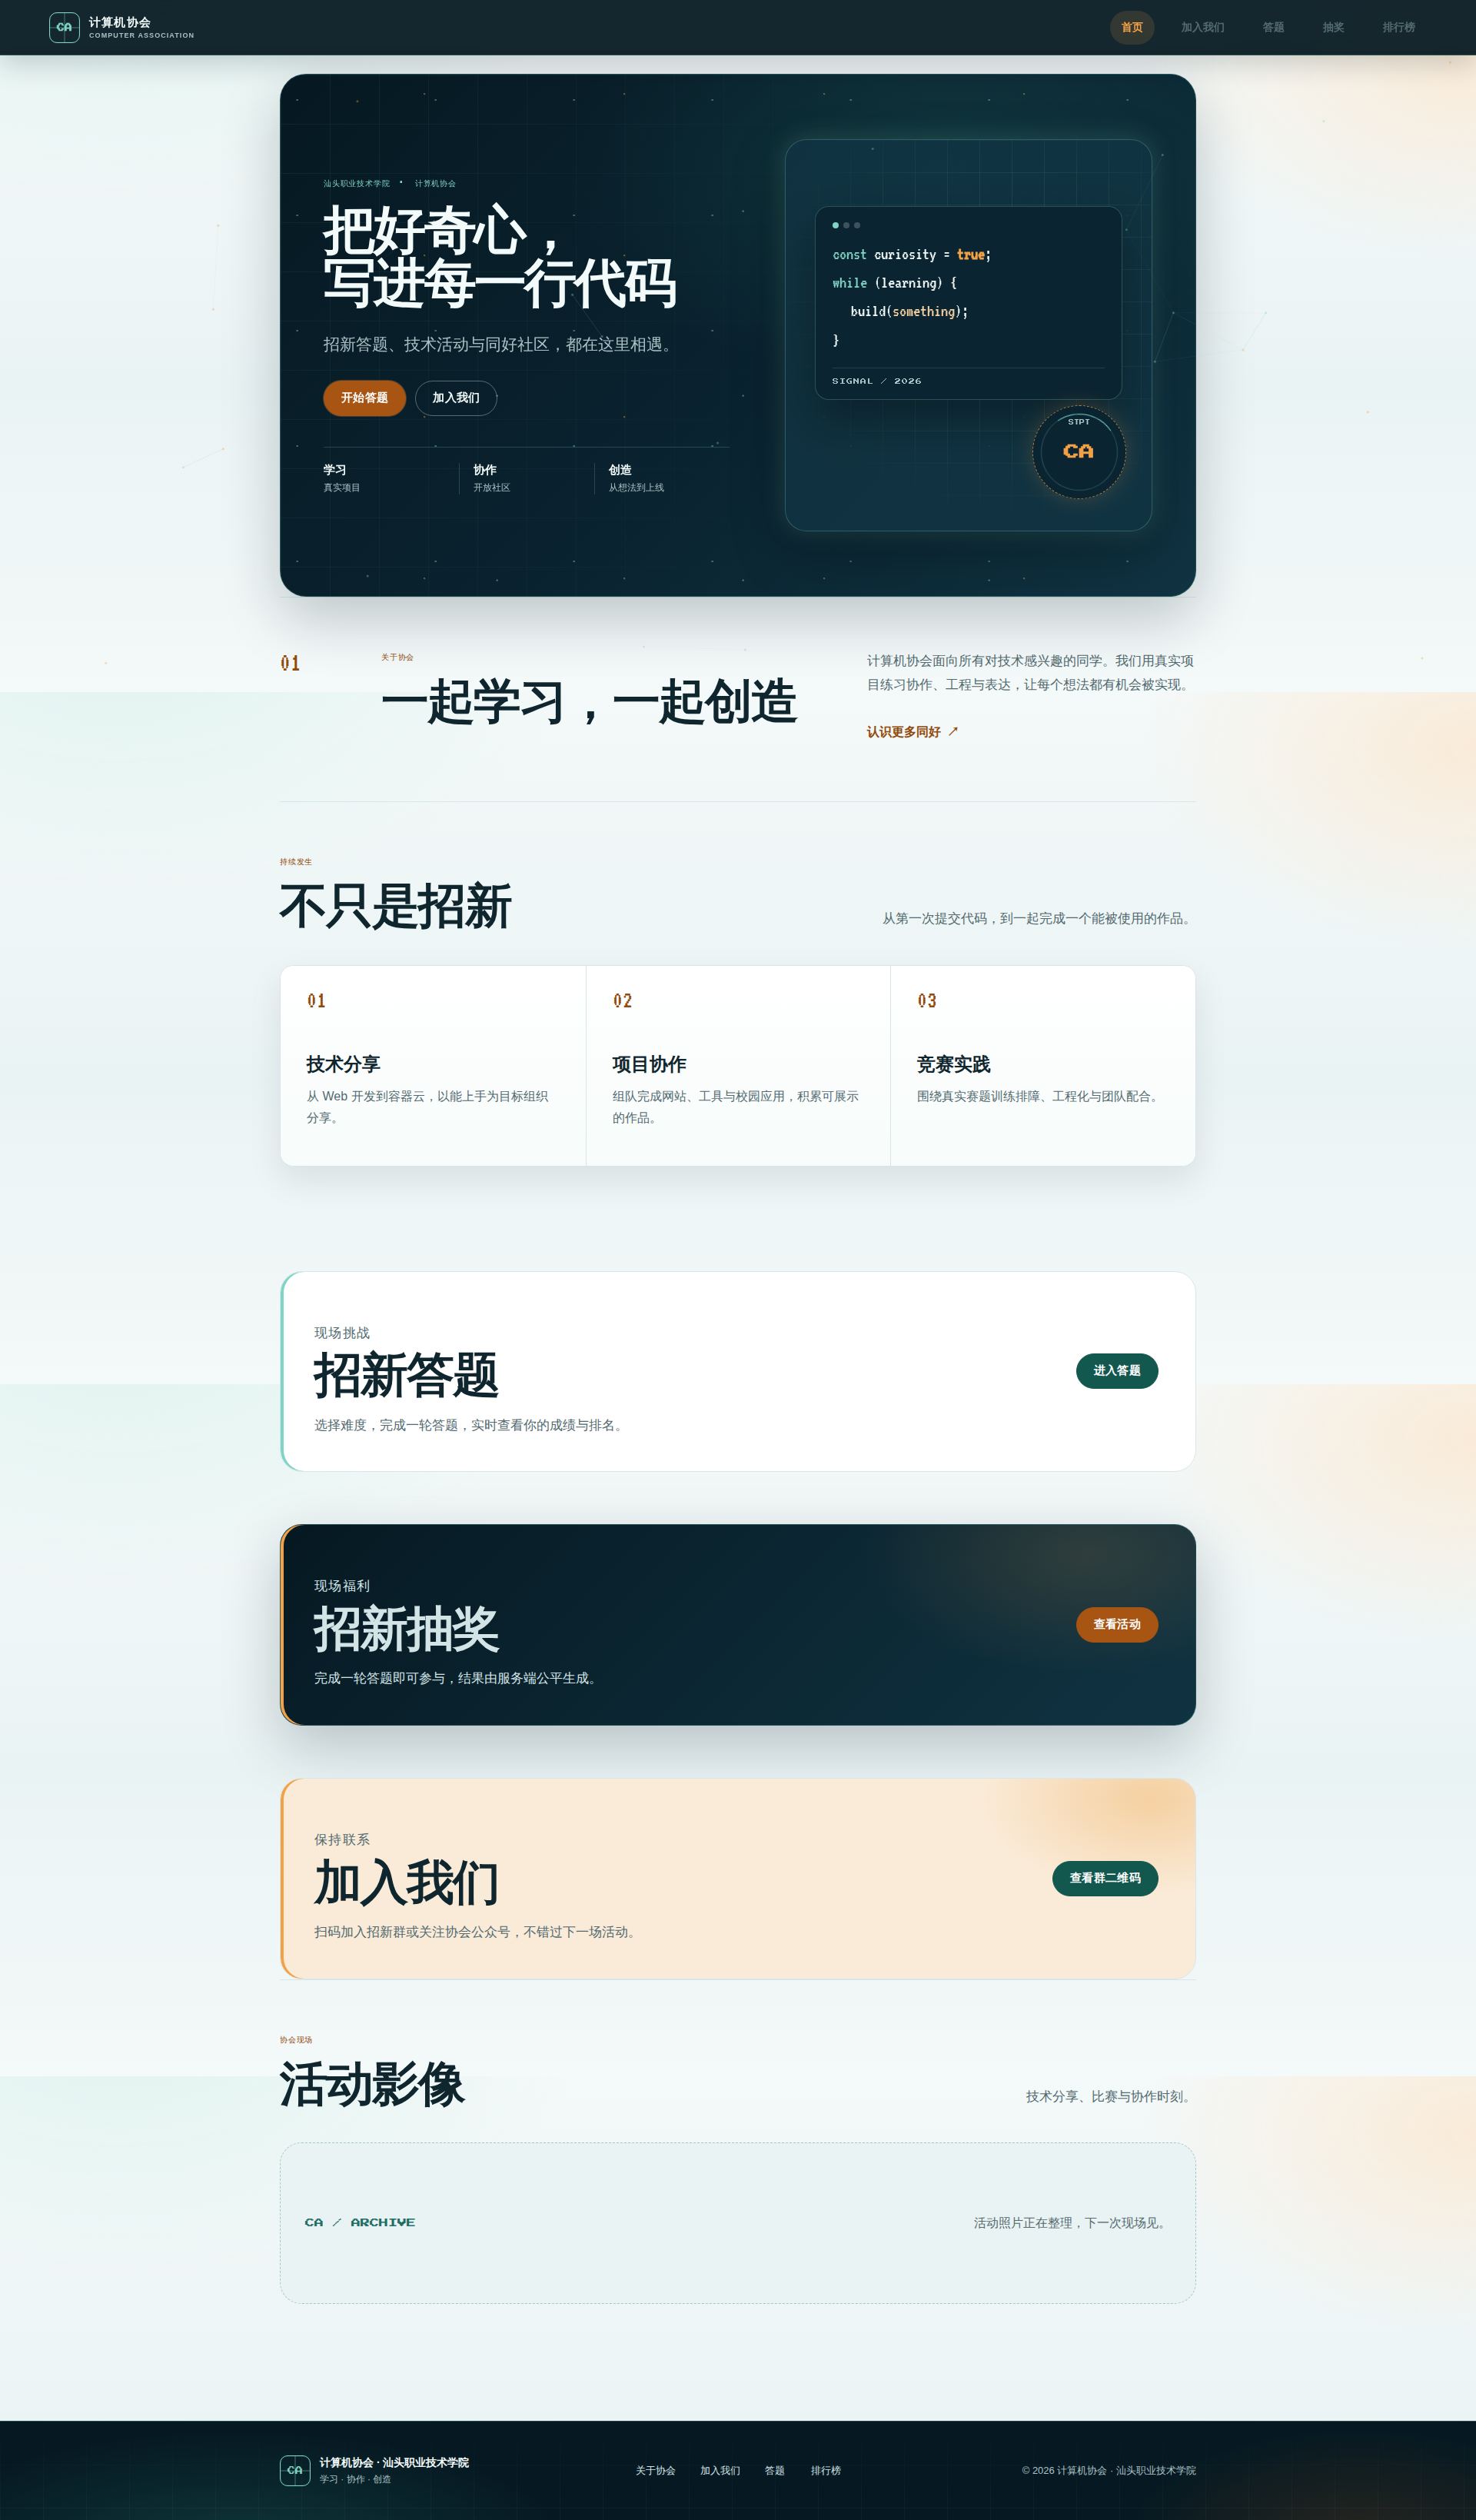 CA
计算机协会
COMPUTER ASSOCIATION
首页
加入我们
答题
抽奖
排行榜
汕头职业技术学院 • 计算机协会
把好奇心，
写进每一行代码
招新答题、技术活动与同好社区，都在这里相遇。
开始答题
加入我们
学习
真实项目
协作
开放社区
创造
从想法到上线
const curiosity = true;
while (learning) {
build(something);
}
SIGNAL / 2026
STPT
CA
01
关于协会
一起学习，一起创造
计算机协会面向所有对技术感兴趣的同学。我们用真实项
目练习协作、工程与表达，让每个想法都有机会被实现。
认识更多同好 ↗
持续发生
不只是招新
从第一次提交代码，到一起完成一个能被使用的作品。
01
技术分享
从 Web 开发到容器云，以能上手为目标组织
分享。
02
项目协作
组队完成网站、工具与校园应用，积累可展示
的作品。
03
竞赛实践
围绕真实赛题训练排障、工程化与团队配合。
现场挑战
招新答题
选择难度，完成一轮答题，实时查看你的成绩与排名。
进入答题
现场福利
招新抽奖
完成一轮答题即可参与，结果由服务端公平生成。
查看活动
保持联系
加入我们
扫码加入招新群或关注协会公众号，不错过下一场活动。
查看群二维码
协会现场
活动影像
技术分享、比赛与协作时刻。
CA / ARCHIVE
活动照片正在整理，下一次现场见。
CA
计算机协会 · 汕头职业技术学院
学习 · 协作 · 创造
关于协会
加入我们
答题
排行榜
© 2026 计算机协会 · 汕头职业技术学院